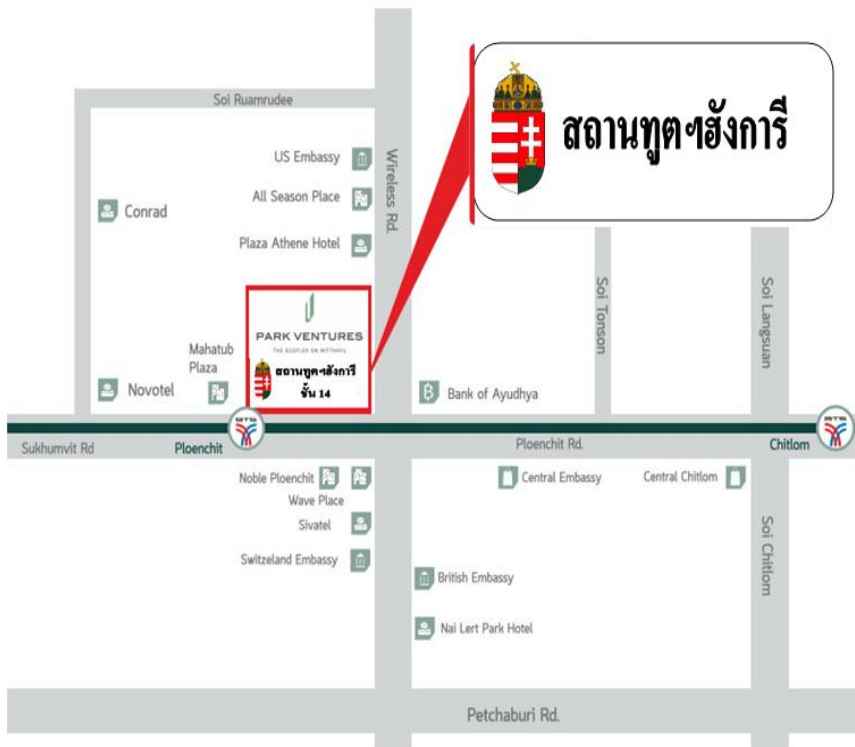 สถานทูตฯฮังการี
Soi Ruamrudee
US Embassy
Wireless Rd.
All Season Place
Conrad
Plaza Athene Hotel
Soi Tonson
Soi Langsuan
PARK VENTURES
THE ECOPLEX ON WITTHAYU
สถานทูตฯฮังการี
ชั้น 14
Mahatub
Plaza
Novotel
Bank of Ayudhya
BTS
BTS
Sukhumvit Rd
Ploenchit
Ploenchit Rd.
Chitlom
Noble Ploenchit
Wave Place
Central Embassy
Central Chitlom
Sivatel
Switzeland Embassy
Soi Chitlom
British Embassy
Nai Lert Park Hotel
Petchaburi Rd.